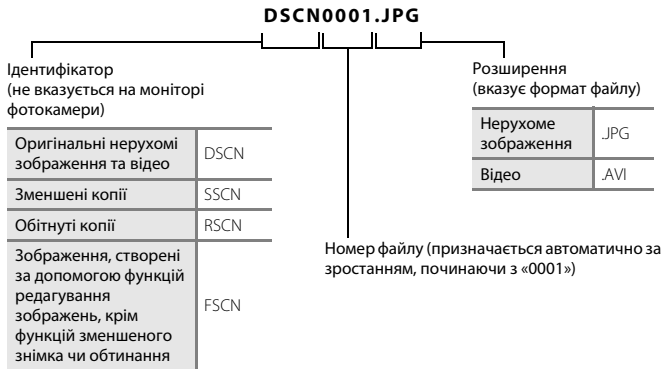 DSCN0001.JPG
Ідентифікатор
(не вказується на моніторі
фотокамери)
Оригінальні нерухомі
зображення та відео
DSCN
Зменшені копії
SSCN
Обітнуті копії
RSCN
Зображення, створені
за допомогою функцій
редагування
зображень, крім
функцій зменшеного
знімка чи обтинання
FSCN
Розширення
(вказує формат файлу)
Нерухоме
зображення
.JPG
Відео
.AVI
Номер файлу (призначається автоматично за
зростанням, починаючи з «0001»)